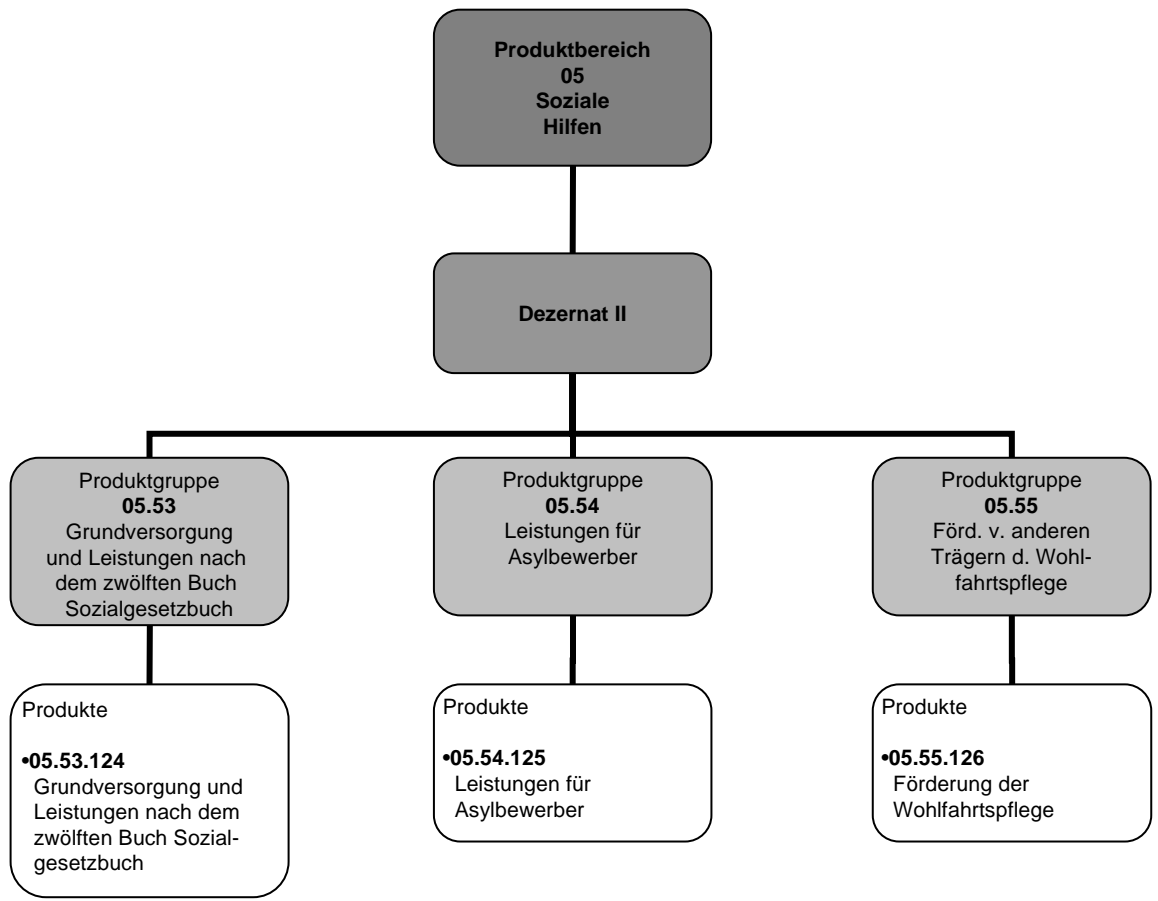 Produktbereich
05
Soziale
Hilfen
Dezernat II
Produktgruppe
05.53
Grundversorgung
und Leistungen nach
dem zwölften Buch
Sozialgesetzbuch
Produktgruppe
05.54
Leistungen für
Asylbewerber
Produktgruppe
05.55
Förd. v. anderen
Trägern d. Wohl-
fahrtspflege
Produkte
•05.53.124
Grundversorgung und
Leistungen nach dem
zwölften Buch Sozial-
gesetzbuch
Produkte
•05.54.125
Leistungen für
Asylbewerber
Produkte
•05.55.126
Förderung der
Wohlfahrtspflege